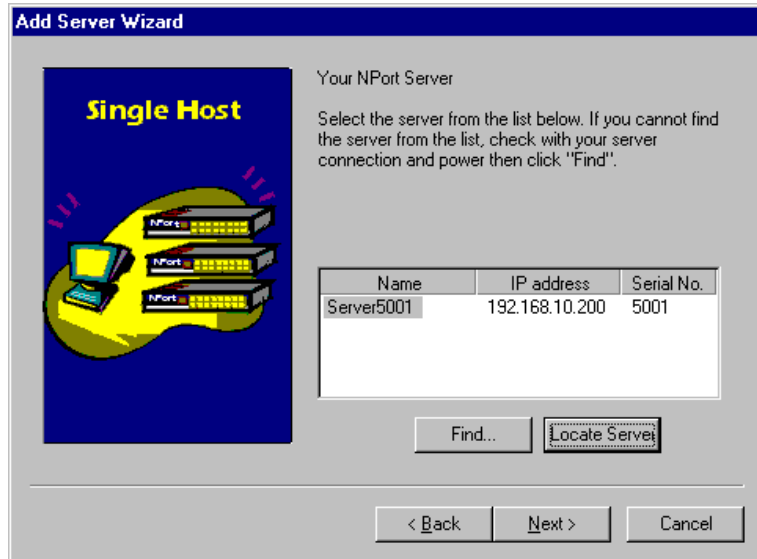 Add Server Wizard
Single Host
NPort
NPort
NPort
Your NPort Server
Select the server from the list below. If you cannot find
the server from the list, check with your server
connection and power then click "Find".
Name IP address Serial No.
Server5001 192.168.10.200 5001
Find... Locate Server
< Back Next > Cancel